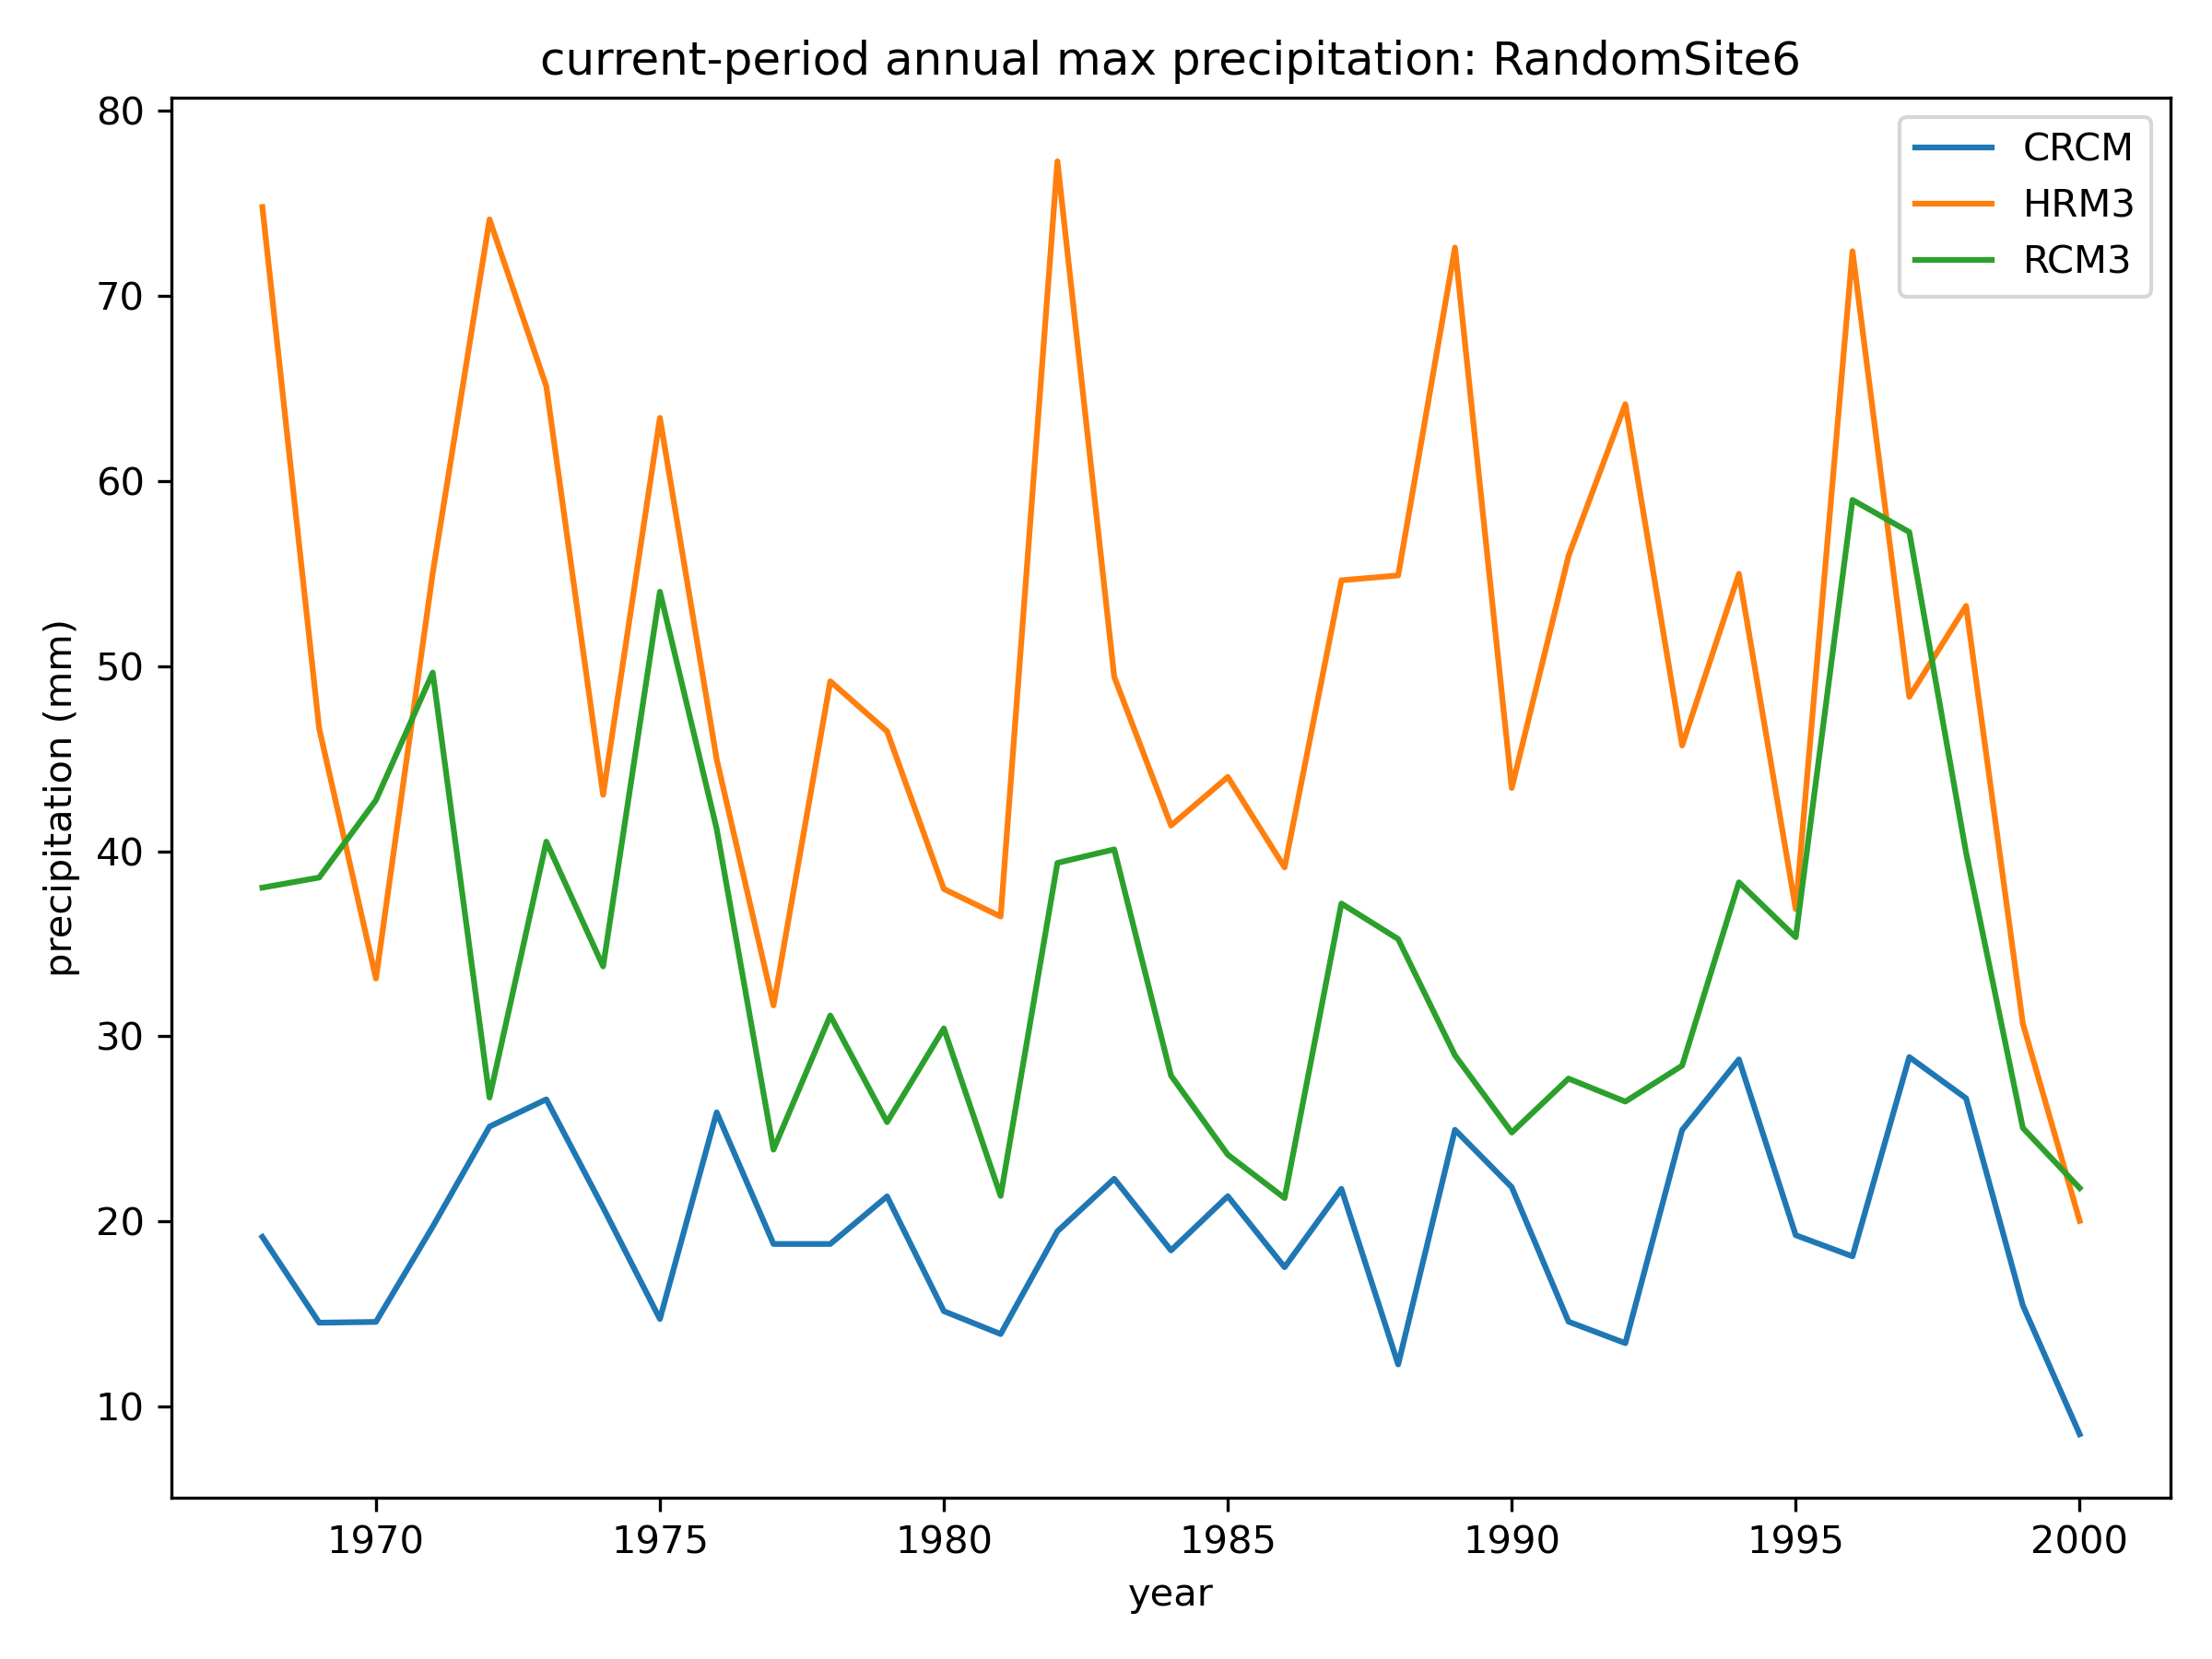 current-period annual max precipitation: RandomSite6
CRCM
HRM3
RCM3
80
70
60
50
40
30
20
10
precipitation (mm)
1970 1975 1980 1985 1990 1995 2000
year